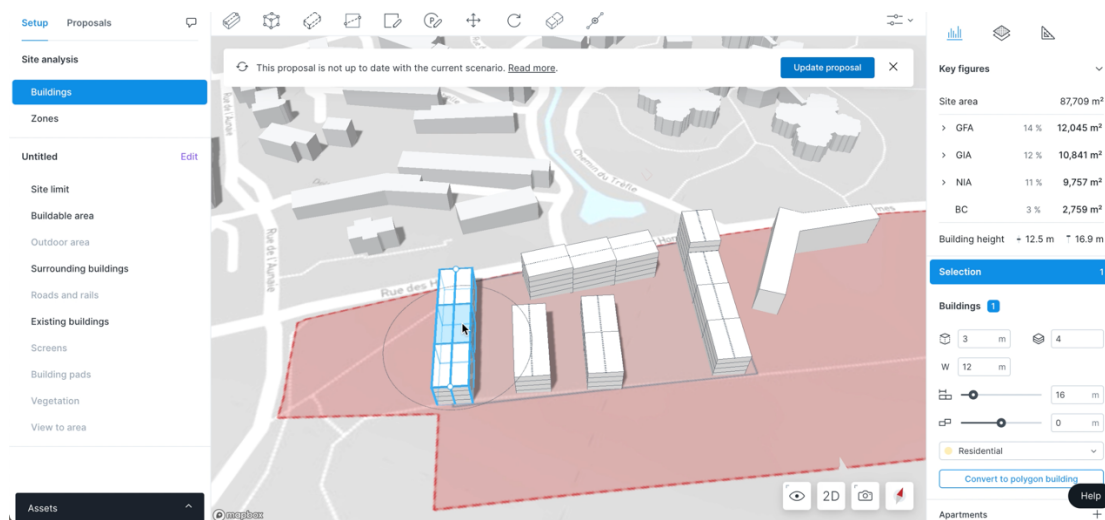 Setup Proposals
Site analysis
Buildings
Zones
Untitled Edit
Site limit
Buildable area
Outdoor area
Surrounding buildings
Roads and rails
Existing buildings
Screens
Building pads
Vegetation
View to area
Assets
This proposal is not up to date with the current scenario. Read more.
Update proposal
Rue de l'Aunaie
Chemin du Trèfle
Rue de l'Aunaie
Rue des H
mes
mapbox
2D
Key figures
Site area 87,709 m²
GFA 14 % 12,045 m²
GIA 12 % 10,841 m²
NIA 11 % 9,757 m²
BC 3 % 2,759 m²
Building height + 12.5 m 16.9 m
Selection 1
Buildings 1
3 m 4
W 12 m
16 m
0 m
Residential
Convert to polygon building
Help
Apartments